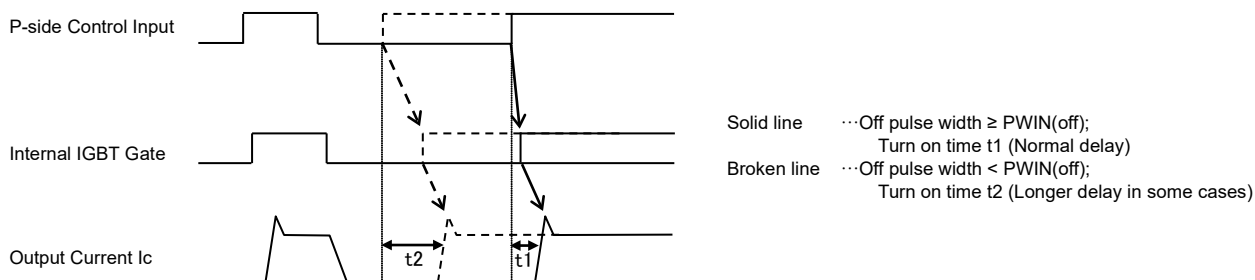 P-side Control Input
Internal IGBT Gate
Output Current Ic
t2
t1
Solid line ···Off pulse width ≥ PWIN(off);
Turn on time t1 (Normal delay)
Broken line ···Off pulse width < PWIN(off);
Turn on time t2 (Longer delay in some cases)